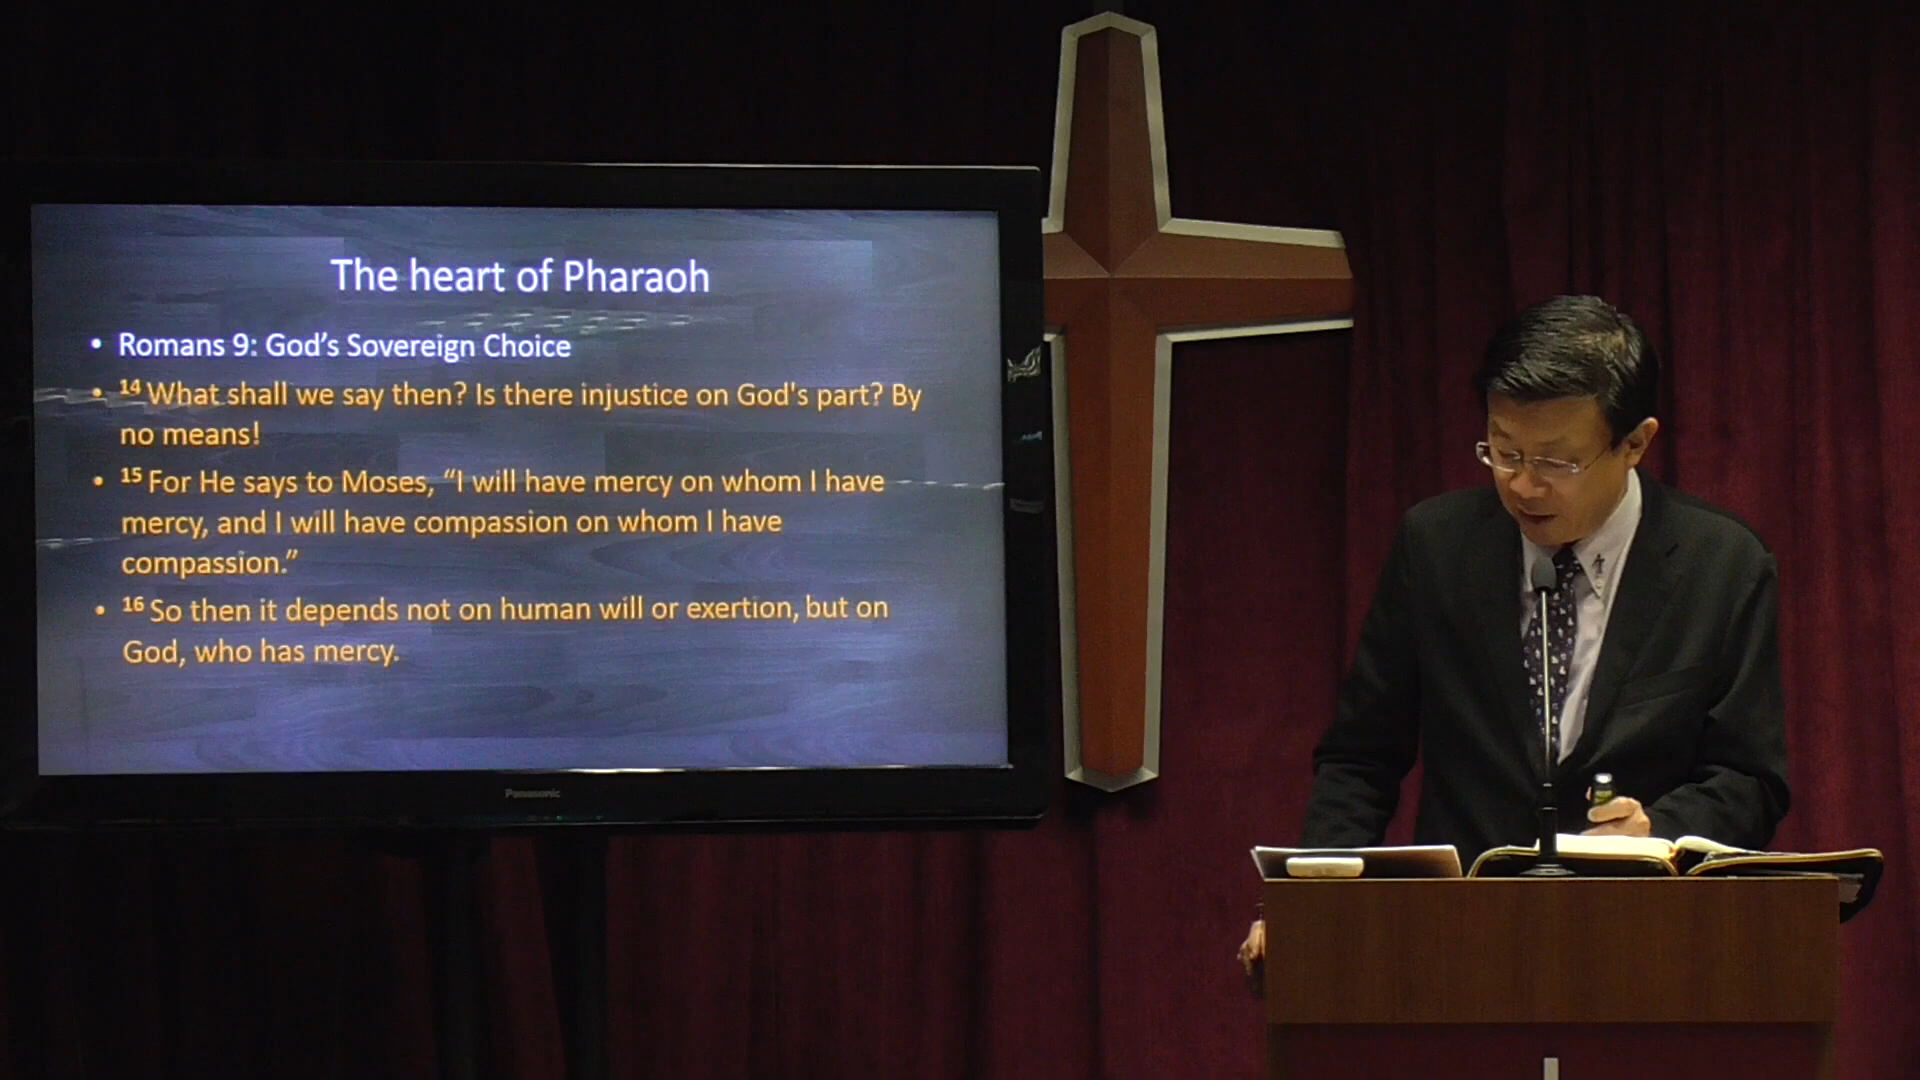 The heart of Pharaoh
• Romans 9: God’s Sovereign Choice
• ¹⁴ What shall we say then? Is there injustice on God's part? By
no means!
• ¹⁵ For He says to Moses, “I will have mercy on whom I have
mercy, and I will have compassion on whom I have
compassion.”
• ¹⁶ So then it depends not on human will or exertion, but on
God, who has mercy.
Panasonic